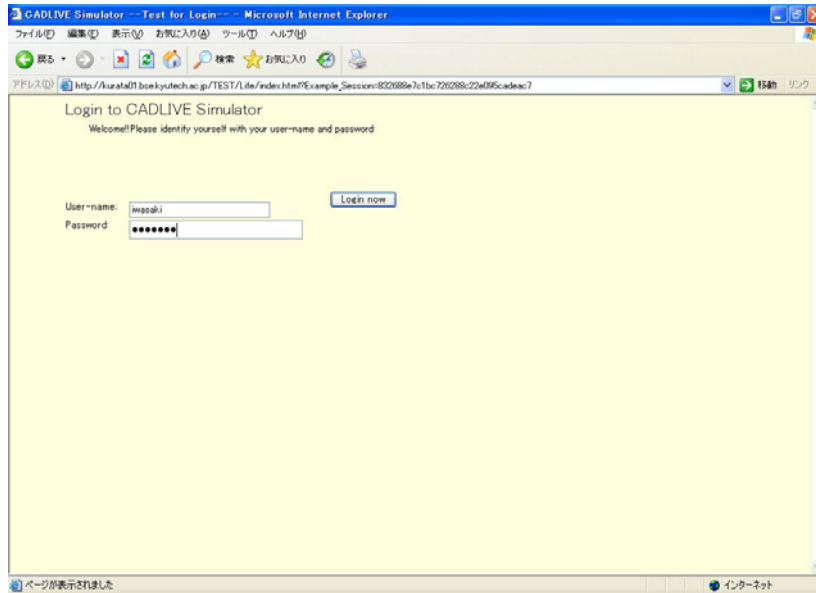 CADLIVE Simulator --Test for Login-- - Microsoft Internet Explorer
ファイル(F) 編集(E) 表示(V) お気に入り(A) ツール(T) ヘルプ(H)
戻る 検索 お気に入り
アドレス(D) http://kurata01.bse.kyutech.ac.jp/TEST/Life/index.html?Example_Session=832688e7c1bc726288c22e095cadeac7 移動 リンク
Login to CADLIVE Simulator
Welcome!!Please identify yourself with your user-name and password
Login now
User-name: iwasaki
Password: ●●●●●●●
ページが表示されました インターネット